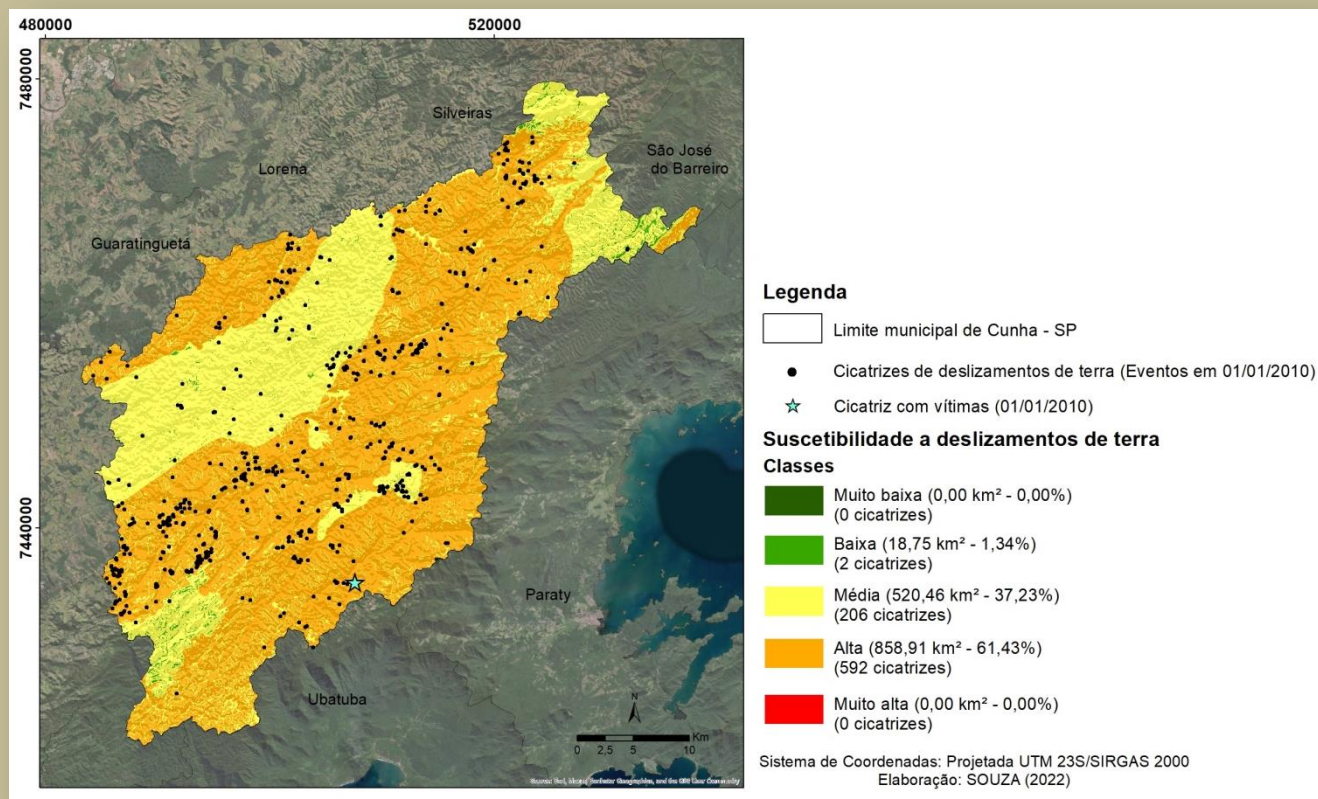 480000
520000
7480000
7440000
Silveiras
São José
do Barreiro
Lorena
Guaratinguetá
Paraty
Ubatuba
N
Km
0 2,5 5 10
Legenda
Limite municipal de Cunha - SP
Cicatrizes de deslizamentos de terra (Eventos em 01/01/2010)
Cicatriz com vítimas (01/01/2010)
Suscetibilidade a deslizamentos de terra
Classes
Muito baixa (0,00 km² - 0,00%)
(0 cicatrizes)
Baixa (18,75 km² - 1,34%)
(2 cicatrizes)
Média (520,46 km² - 37,23%)
(206 cicatrizes)
Alta (858,91 km² - 61,43%)
(592 cicatrizes)
Muito alta (0,00 km² - 0,00%)
(0 cicatrizes)
Sistema de Coordenadas: Projetada UTM 23S/SIRGAS 2000
Elaboração: SOUZA (2022)